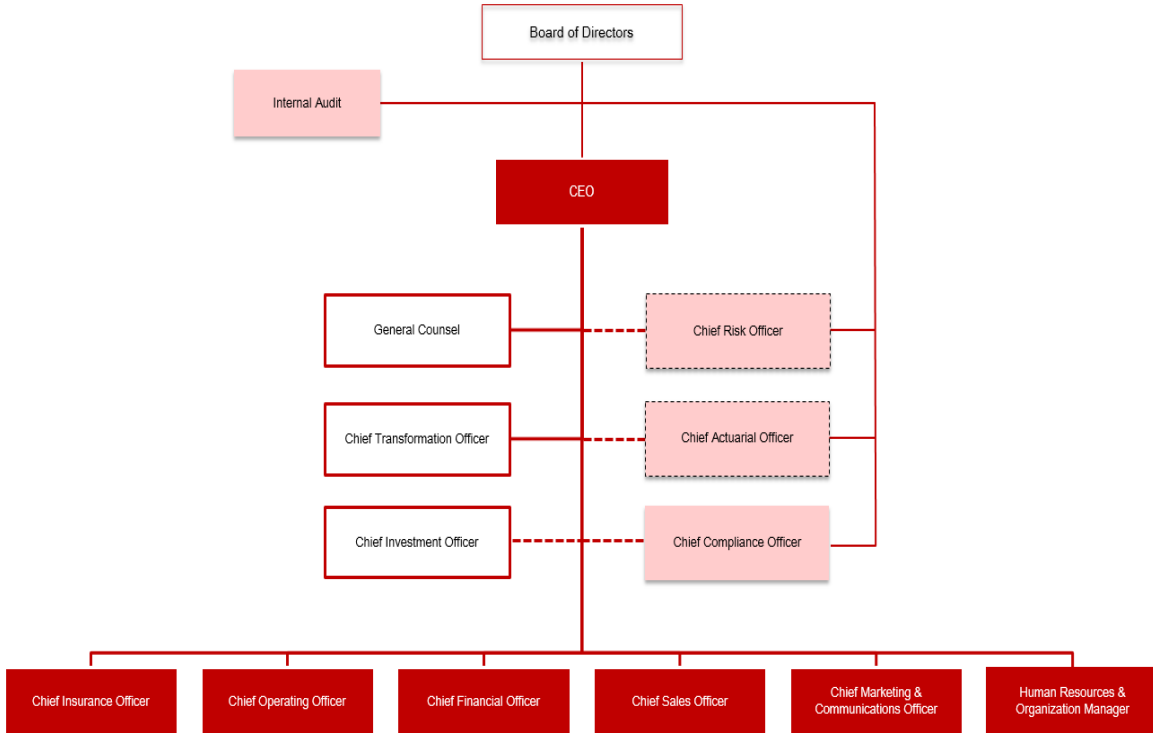 Board of Directors
Internal Audit
CEO
General Counsel
Chief Risk Officer
Chief Transformation Officer
Chief Actuarial Officer
Chief Investment Officer
Chief Compliance Officer
Chief Insurance Officer
Chief Operating Officer
Chief Financial Officer
Chief Sales Officer
Chief Marketing &
Communications Officer
Human Resources &
Organization Manager